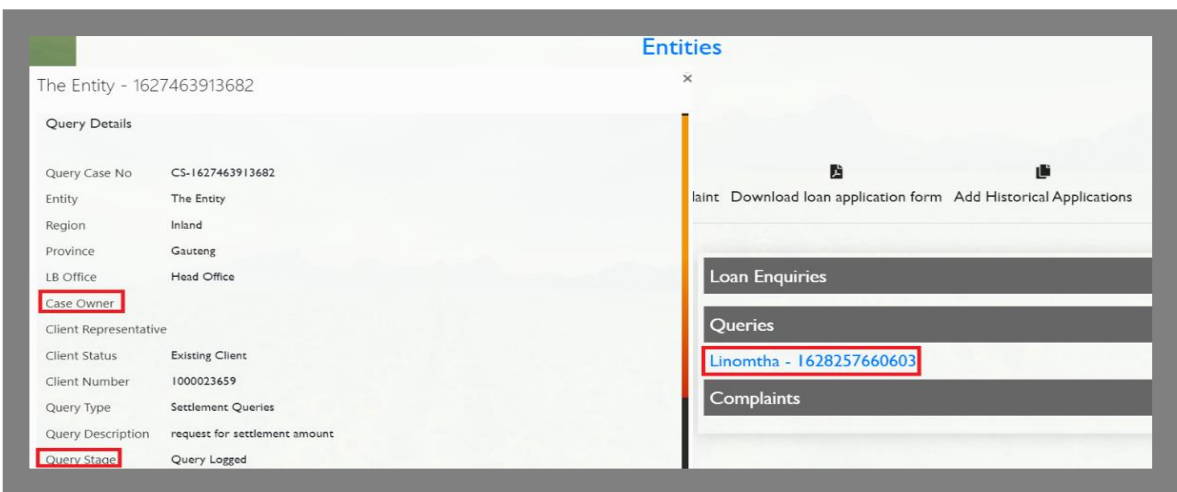 Entities
The Entity - 1627463913682
×
Query Details
Query Case No CS-1627463913682
Entity The Entity
Region Inland
Province Gauteng
LB Office Head Office
Case Owner
Client Representative
Client Status Existing Client
Client Number 1000023659
Query Type Settlement Queries
Query Description request for settlement amount
Query Stage Query Logged
laint Download loan application form Add Historical Applications
Loan Enquiries
Queries
Linomtha - 1628257660603
Complaints